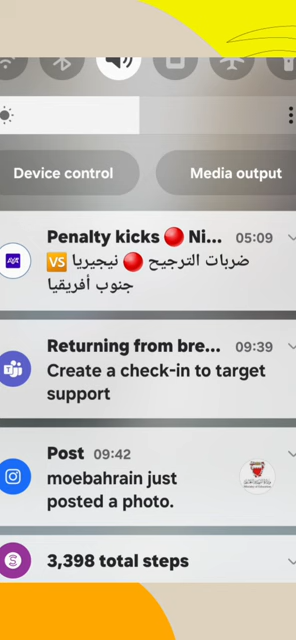 Device control
Media output
Penalty kicks 🔴 Ni... 05:09
ضربات الترجيح 🔴 نيجيريا 🆚
جنوب أفريقيا
Returning from bre... 09:39
Create a check-in to target
support
Post 09:42
moebahrain just
posted a photo.
3,398 total steps